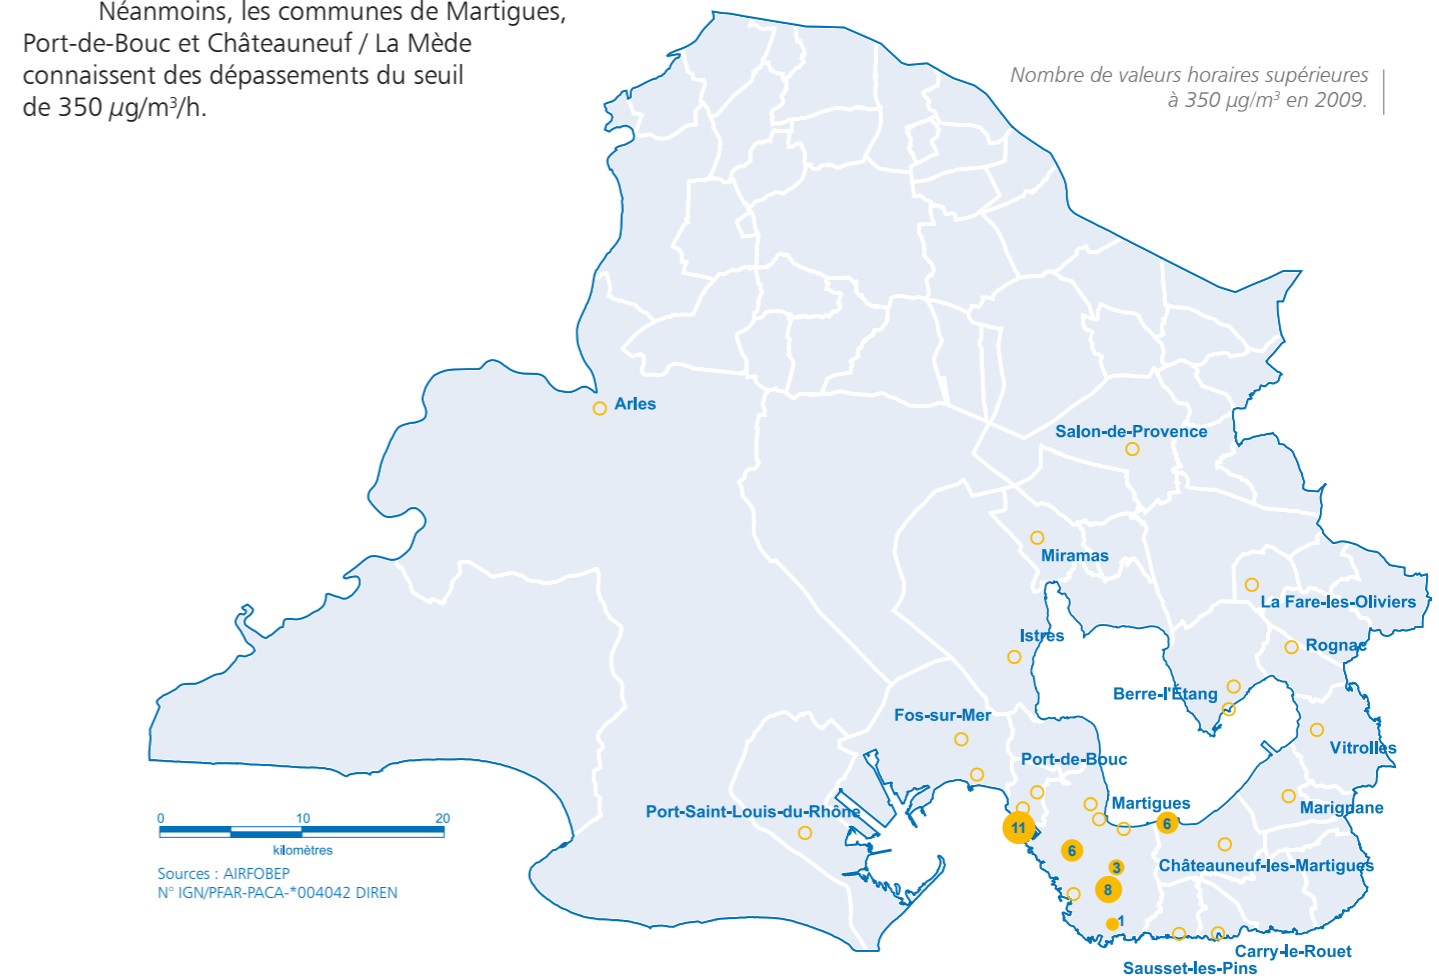 Néanmoins, les communes de Martigues,
Port-de-Bouc et Châteauneuf / La Mède
connaissent des dépassements du seuil
de 350 µg/m³/h.
Nombre de valeurs horaires supérieures
à 350 µg/m³ en 2009.
Arles
Salon-de-Provence
Miramas
La Fare-les-Oliviers
Istres
Rognac
Berre-l'Étang
Fos-sur-Mer
Vitrolles
Port-de-Bouc
Martigues
Marignane
Port-Saint-Louis-du-Rhône
11
6
6
3
Châteauneuf-les-Martigues
8
1
Carry-le-Rouet
Sausset-les-Pins
0 10 20
kilomètres
Sources : AIRFOBEP
N° IGN/PFAR-PACA-*004042 DIREN